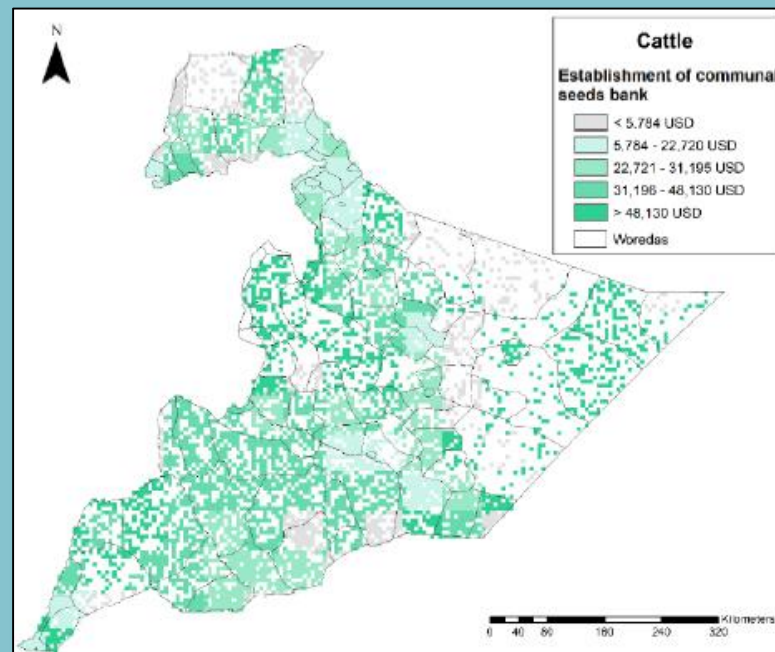 N
Cattle
Establishment of communal
seeds bank
< 5,784 USD
5,784 - 22,720 USD
22,721 - 31,195 USD
31,196 - 48,130 USD
> 48,130 USD
Woredas
Kilometers
0 40 80 160 240 320